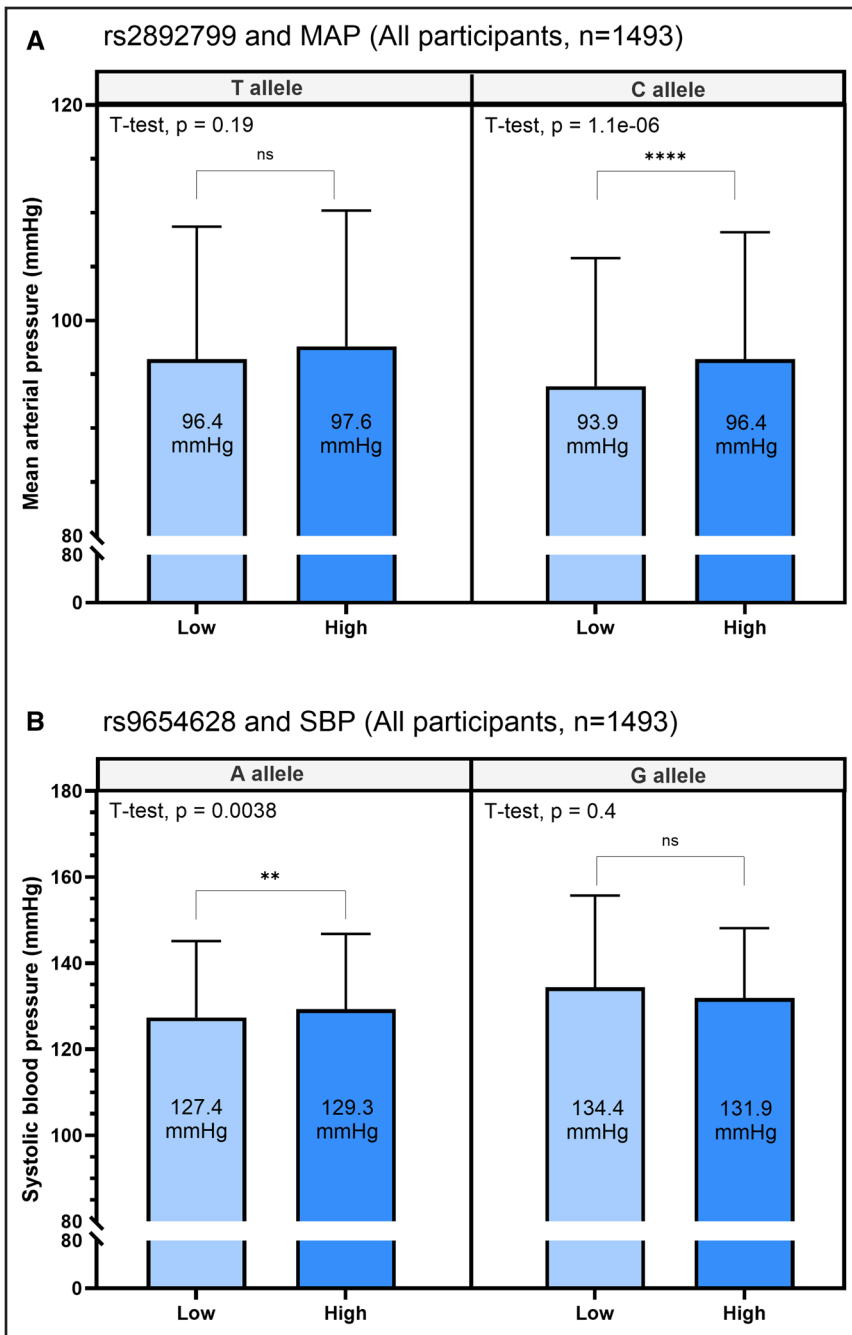 A rs2892799 and MAP (All participants, n=1493)
T allele
C allele
T-test, p = 0.19
T-test, p = 1.1e-06
ns
****
Mean arterial pressure (mmHg)
120
100
80
80
0
96.4
mmHg
97.6
mmHg
93.9
mmHg
96.4
mmHg
Low
High
Low
High
B rs9654628 and SBP (All participants, n=1493)
A allele
G allele
T-test, p = 0.0038
T-test, p = 0.4
**
ns
Systolic blood pressure (mmHg)
180
160
140
120
100
80
80
0
127.4
mmHg
129.3
mmHg
134.4
mmHg
131.9
mmHg
Low
High
Low
High